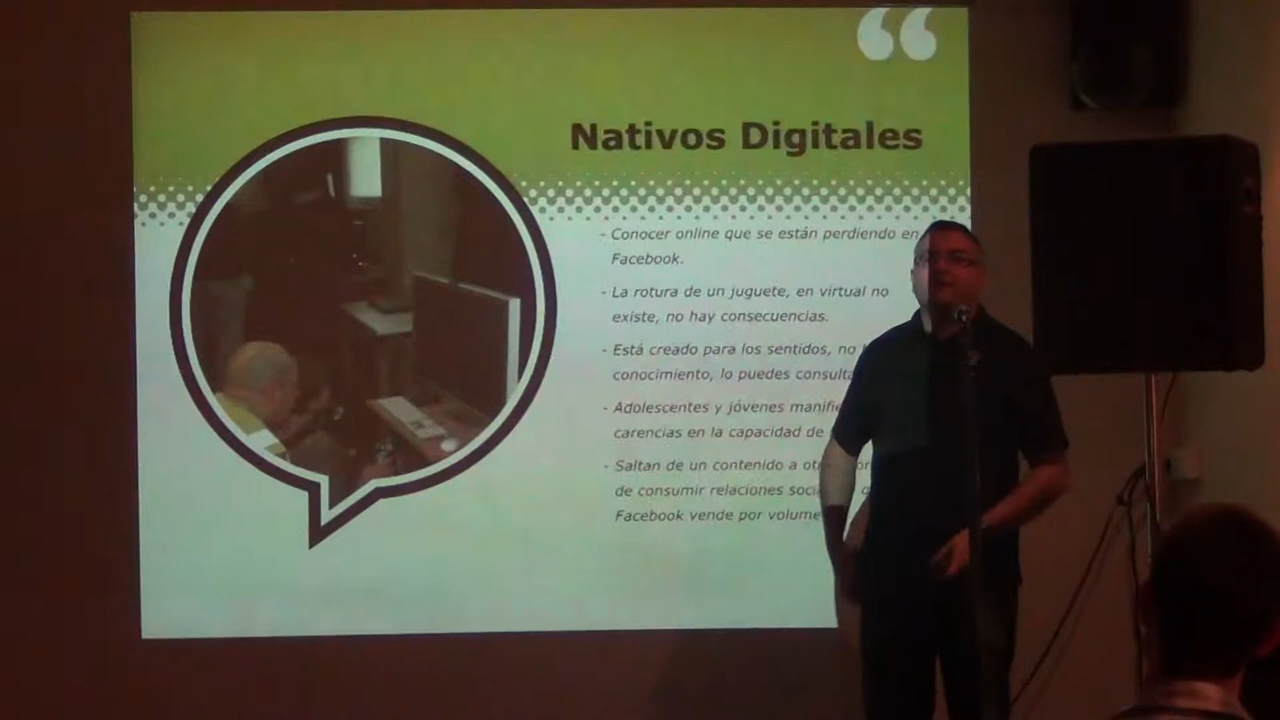 “
Nativos Digitales
- Conocer online que se están perdiendo en
Facebook.
- La rotura de un juguete, en virtual no
existe, no hay consecuencias.
- Está creado para los sentidos, no
conocimiento, lo puedes
- Adolescentes y jóvenes
carencias en la capacidad de
- Saltan de un contenido a
de consumir relaciones
Facebook vende por